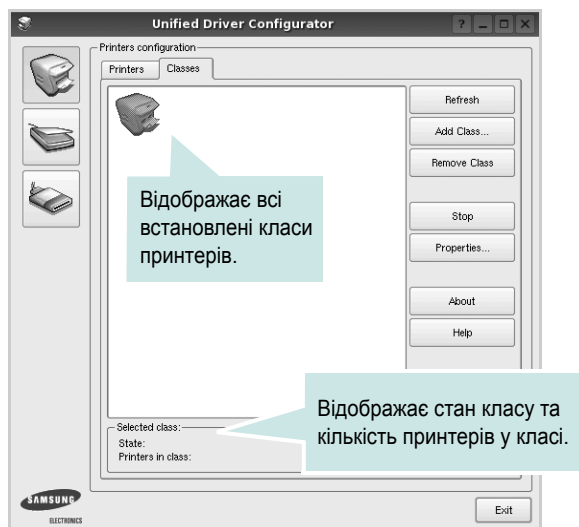 Unified Driver Configurator
Printers configuration
Printers Classes
Refresh
Add Class...
Remove Class
Stop
Properties...
About
Help
Відображає всі
встановлені класи
принтерів.
Selected class:
State:
Printers in class:
Відображає стан класу та
кількість принтерів у класі.
SAMSUNG
ELECTRONICS
Exit